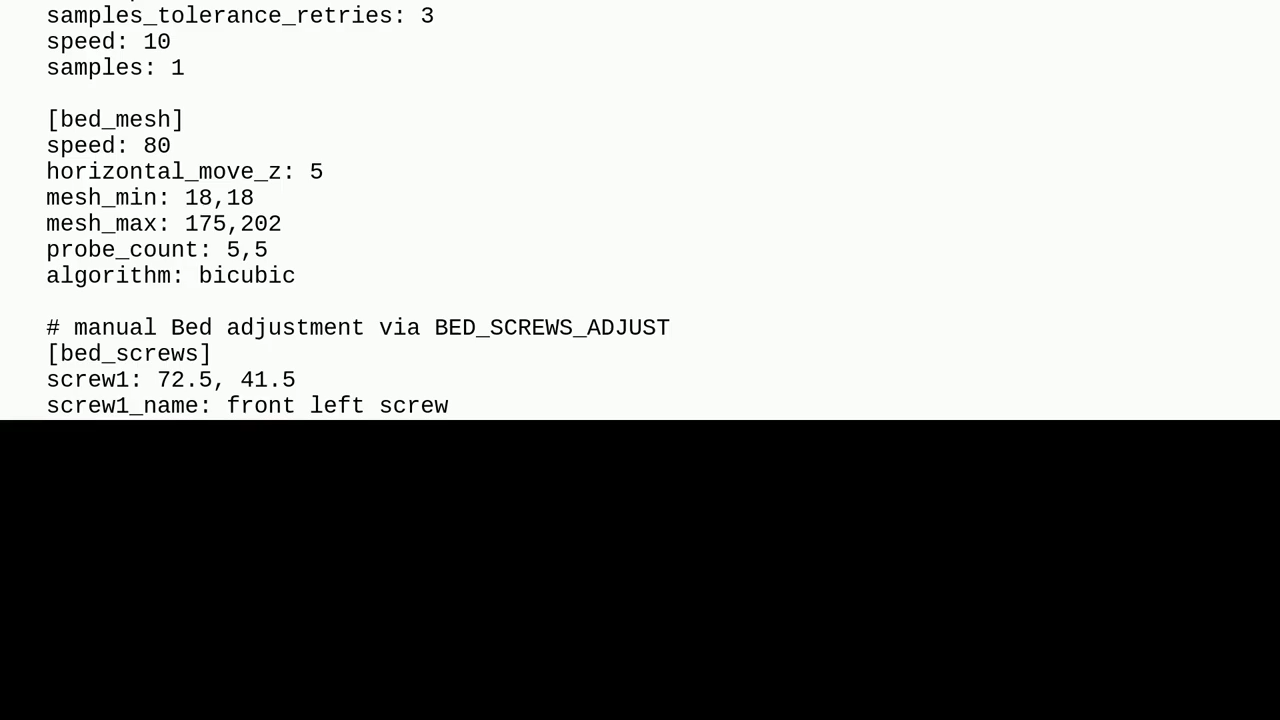 samples_tolerance_retries: 3
speed: 10
samples: 1
[bed_mesh]
speed: 80
horizontal_move_z: 5
mesh_min: 18,18
mesh_max: 175,202
probe_count: 5,5
algorithm: bicubic
# manual Bed adjustment via BED_SCREWS_ADJUST
[bed_screws]
screw1: 72.5, 41.5
screw1_name: front left screw